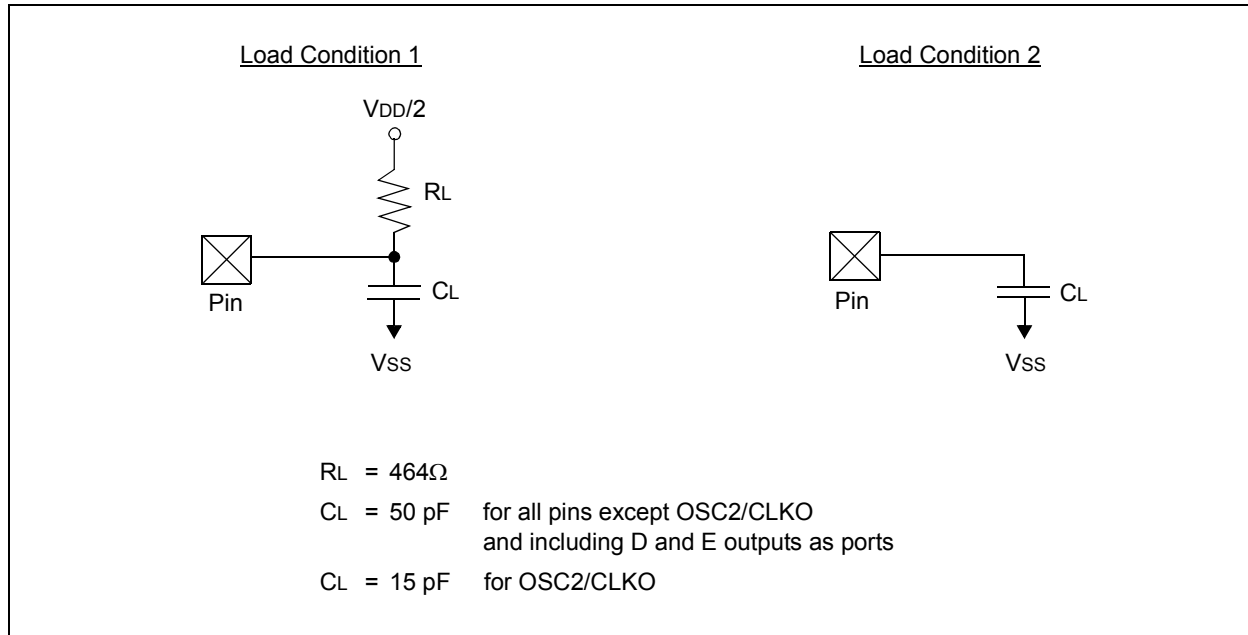 Load Condition 1
VDD/2
RL
Pin
CL
VSS
Load Condition 2
Pin
CL
VSS
RL = 464Ω
CL = 50 pF for all pins except OSC2/CLKO
and including D and E outputs as ports
CL = 15 pF for OSC2/CLKO